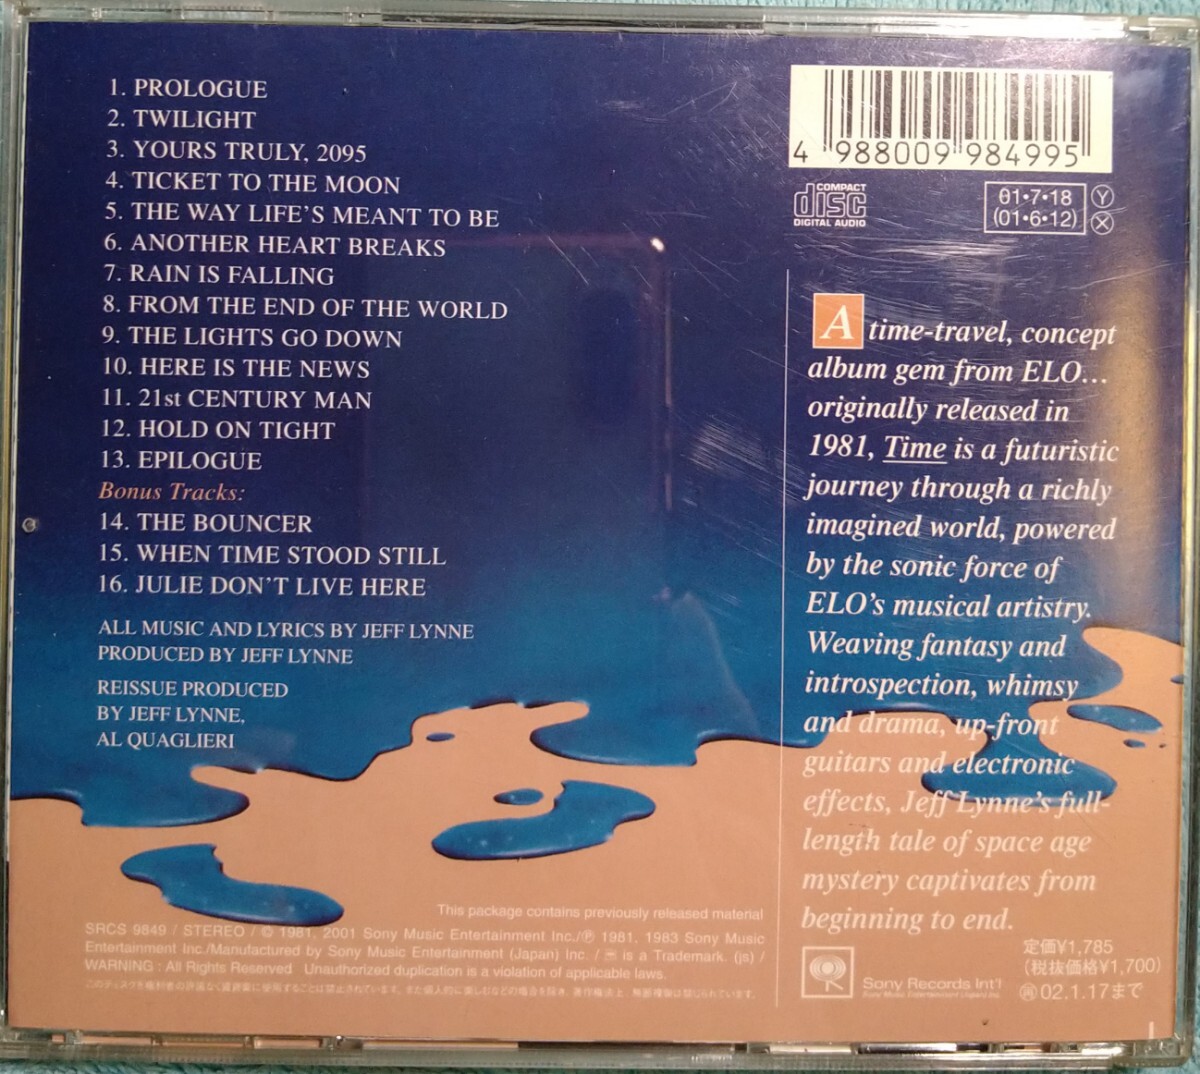 1. PROLOGUE
2. TWILIGHT
3. YOURS TRULY, 2095
4. TICKET TO THE MOON
5. THE WAY LIFE'S MEANT TO BE
6. ANOTHER HEART BREAKS
7. RAIN IS FALLING
8. FROM THE END OF THE WORLD
9. THE LIGHTS GO DOWN
10. HERE IS THE NEWS
11. 21st CENTURY MAN
12. HOLD ON TIGHT
13. EPILOGUE
Bonus Tracks:
14. THE BOUNCER
15. WHEN TIME STOOD STILL
16. JULIE DON'T LIVE HERE
ALL MUSIC AND LYRICS BY JEFF LYNNE
PRODUCED BY JEFF LYNNE
REISSUE PRODUCED
BY JEFF LYNNE,
AL QUAGLIERI
4 988009 984995
COMPACT
disc
DIGITAL AUDIO
01・7・18 Ⓨ
(01・6・12) Ⓧ
A time-travel, concept
album gem from ELO...
originally released in
1981, Time is a futuristic
journey through a richly
imagined world, powered
by the sonic force of
ELO's musical artistry.
Weaving fantasy and
introspection, whimsy
and drama, up-front
guitars and electronic
effects, Jeff Lynne's full-
length tale of space age
mystery captivates from
beginning to end.
This package contains previously released material
SRCS 9849 / STEREO / © 1981, 2001 Sony Music Entertainment Inc./℗ 1981, 1983 Sony Music
Entertainment Inc./Manufactured by Sony Music Entertainment (Japan) Inc. / is a Trademark. (js) /
WARNING : All Rights Reserved Unauthorized duplication is a violation of applicable laws.
Sony Records Int'l
Sony Music Entertainment (Japan) Inc.
定価¥1,785
(税抜価格¥1,700)
02.1.17まで